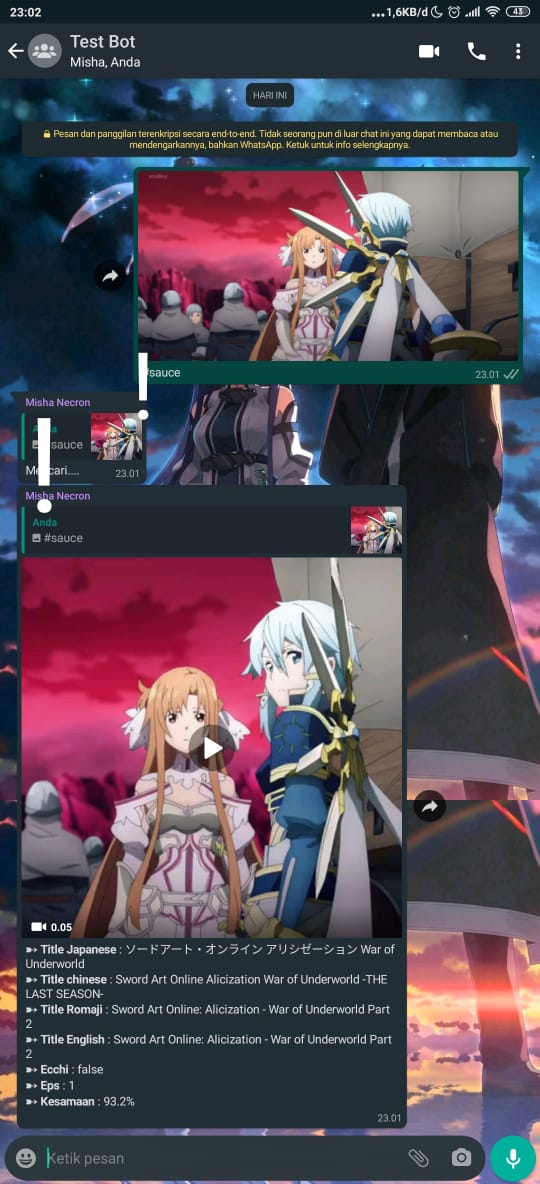 23:02
...1,6KB/d
43
Test Bot
Misha, Anda
HARI INI
Pesan dan panggilan terenkripsi secara end-to-end. Tidak seorang pun di luar chat ini yang dapat membaca atau
mendengarkannya, bahkan WhatsApp. Ketuk untuk info selengkapnya.
#sauce
23.01
Misha Necron
#sauce
23.01
Misha Necron
Anda
#sauce
0.05
➽ Title Japanese : ソードアート・オンライン アリシゼーション War of
Underworld
➽ Title chinese : Sword Art Online Alicization War of Underworld -THE
LAST SEASON-
➽ Title Romaji : Sword Art Online: Alicization - War of Underworld Part
2
➽ Title English : Sword Art Online: Alicization - War of Underworld Part
2
➽ Ecchi : false
➽ Eps : 1
➽ Kesamaan : 93.2%
23.01
Ketik pesan